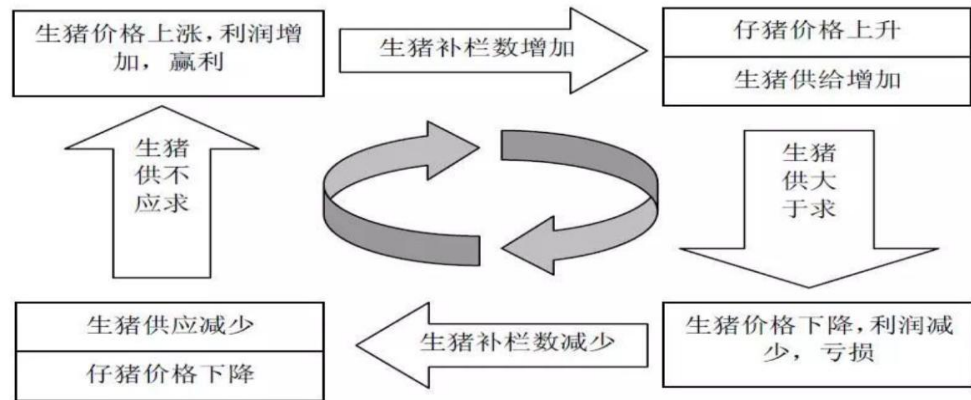 生猪价格上涨,利润增
加，赢利
生猪补栏数增加
仔猪价格上升
生猪供给增加
生猪
供不
应求
生猪
供大
于求
生猪供应减少
仔猪价格下降
生猪补栏数减少
生猪价格下降,利润减
少，亏损